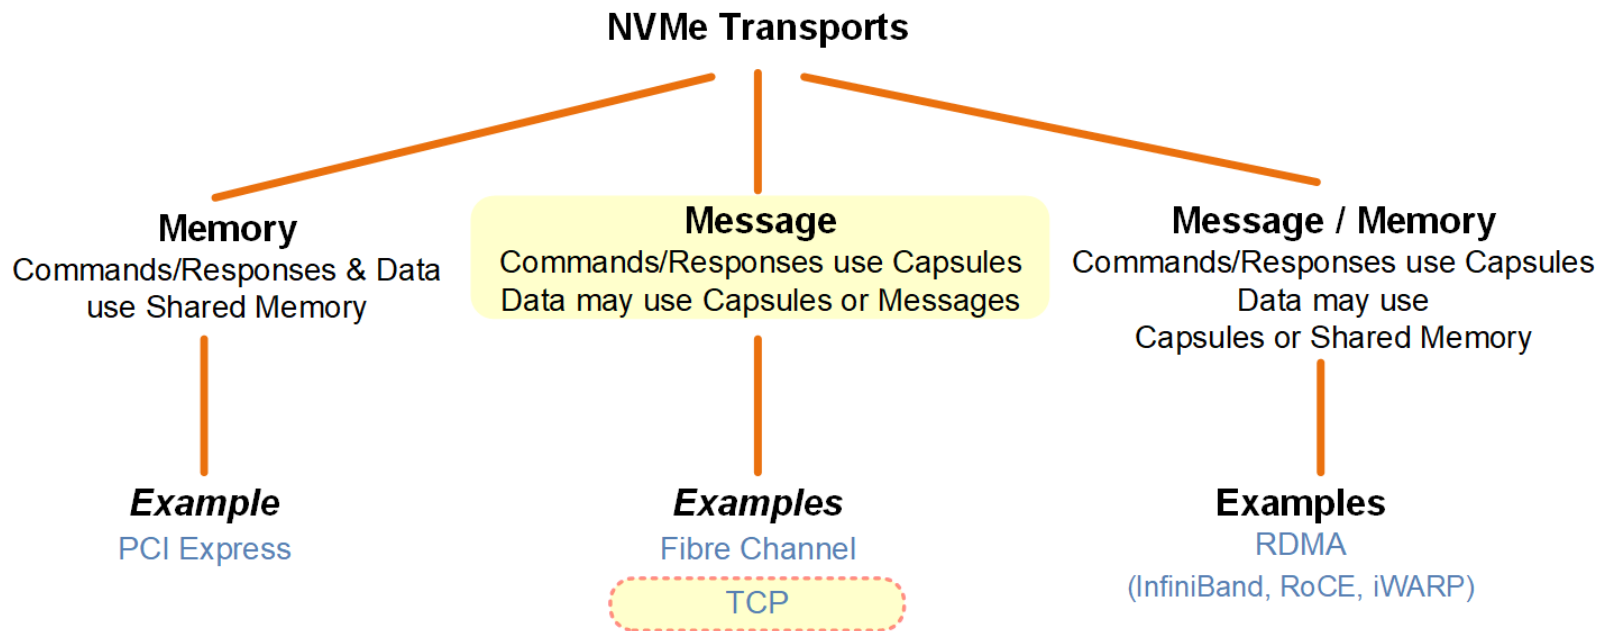 NVMe Transports
Memory
Commands/Responses & Data
use Shared Memory
Message
Commands/Responses use Capsules
Data may use Capsules or Messages
Message / Memory
Commands/Responses use Capsules
Data may use
Capsules or Shared Memory
Example
PCI Express
Examples
Fibre Channel
TCP
Examples
RDMA
(InfiniBand, RoCE, iWARP)